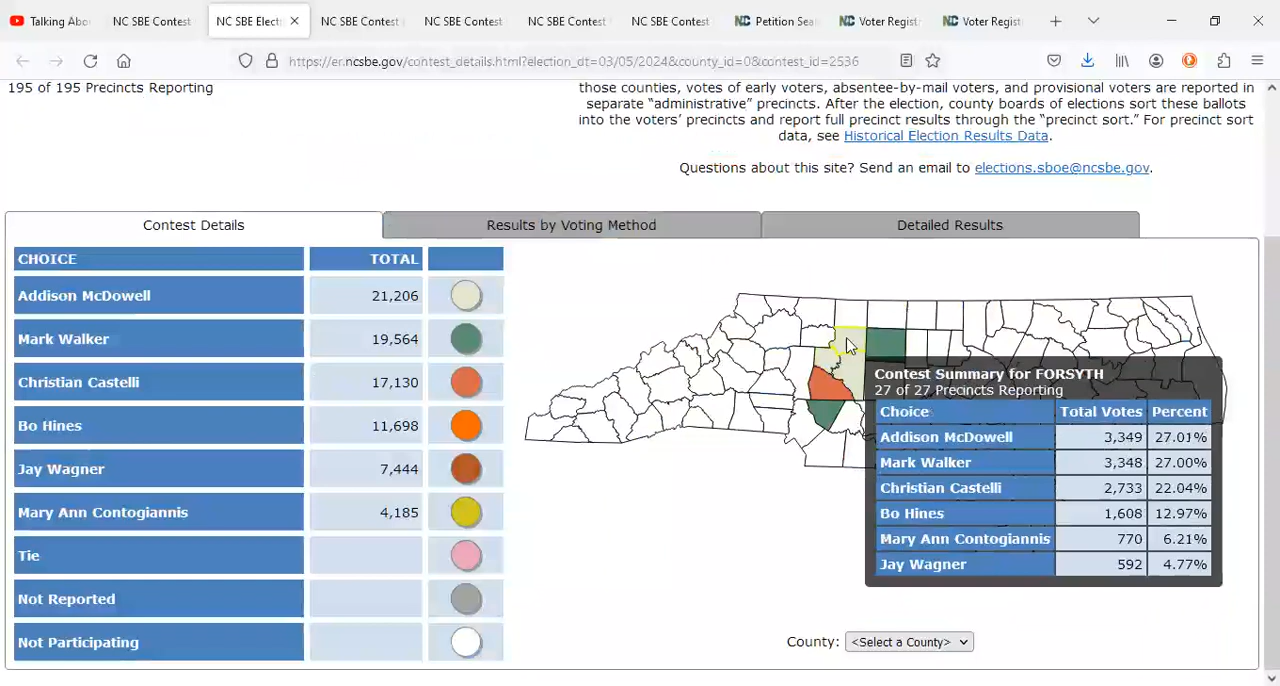 Talking Abo
NC SBE Contest
NC SBE Elect
NC SBE Contest
NC SBE Contest
NC SBE Contest
NC SBE Contest
NC Petition Sea
NC Voter Regist
NC Voter Regist
https://er.ncsbe.gov/contest_details.html?election_dt=03/05/2024&county_id=0&contest_id=2536
195 of 195 Precincts Reporting
those counties, votes of early voters, absentee-by-mail voters, and provisional voters are reported in
separate “administrative” precincts. After the election, county boards of elections sort these ballots
into the voters’ precincts and report full precinct results through the “precinct sort.” For precinct sort
data, see Historical Election Results Data.
Questions about this site? Send an email to elections.sboe@ncsbe.gov.
Contest Details
Results by Voting Method
Detailed Results
CHOICE TOTAL
Addison McDowell 21,206
Mark Walker 19,564
Christian Castelli 17,130
Bo Hines 11,698
Jay Wagner 7,444
Mary Ann Contogiannis 4,185
Tie
Not Reported
Not Participating
Contest Summary for FORSYTH
27 of 27 Precincts Reporting
Choice Total Votes Percent
Addison McDowell 3,349 27.01%
Mark Walker 3,348 27.00%
Christian Castelli 2,733 22.04%
Bo Hines 1,608 12.97%
Mary Ann Contogiannis 770 6.21%
Jay Wagner 592 4.77%
County: <Select a County>